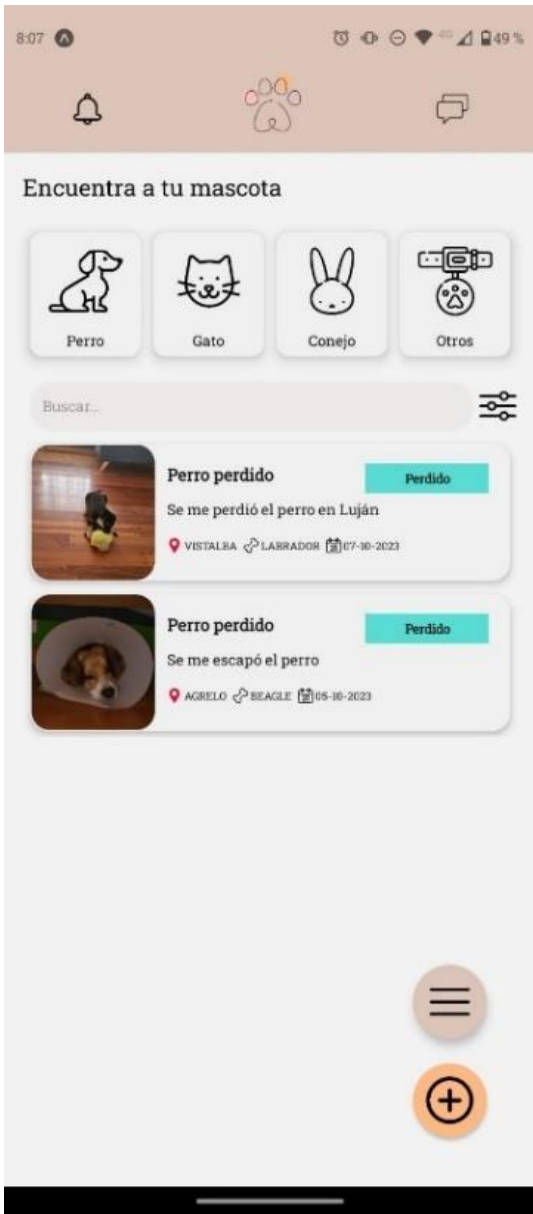 8:07 4G 49 %
Encuentra a tu mascota
Perro Gato Conejo Otros
Buscar...
Perro perdido Perdido
Se me perdió el perro en Luján
VISTALBA LABRADOR 07-10-2023
Perro perdido Perdido
Se me escapó el perro
AGRELO BEAGLE 05-10-2023